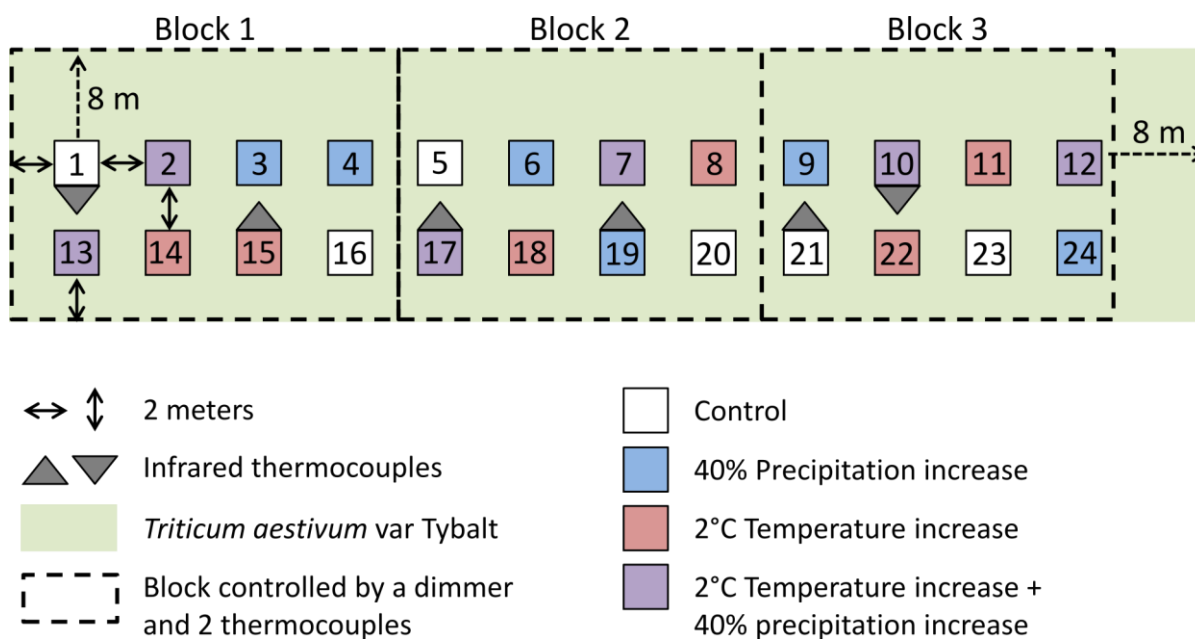 Block 1 Block 2 Block 3
8 m
1 2 3 4 5 6 7 8 9 10 11 12 8 m
13 14 15 16 17 18 19 20 21 22 23 24
2 meters
Infrared thermocouples
Triticum aestivum var Tybalt
Block controlled by a dimmer
and 2 thermocouples
Control
40% Precipitation increase
2°C Temperature increase
2°C Temperature increase +
40% precipitation increase